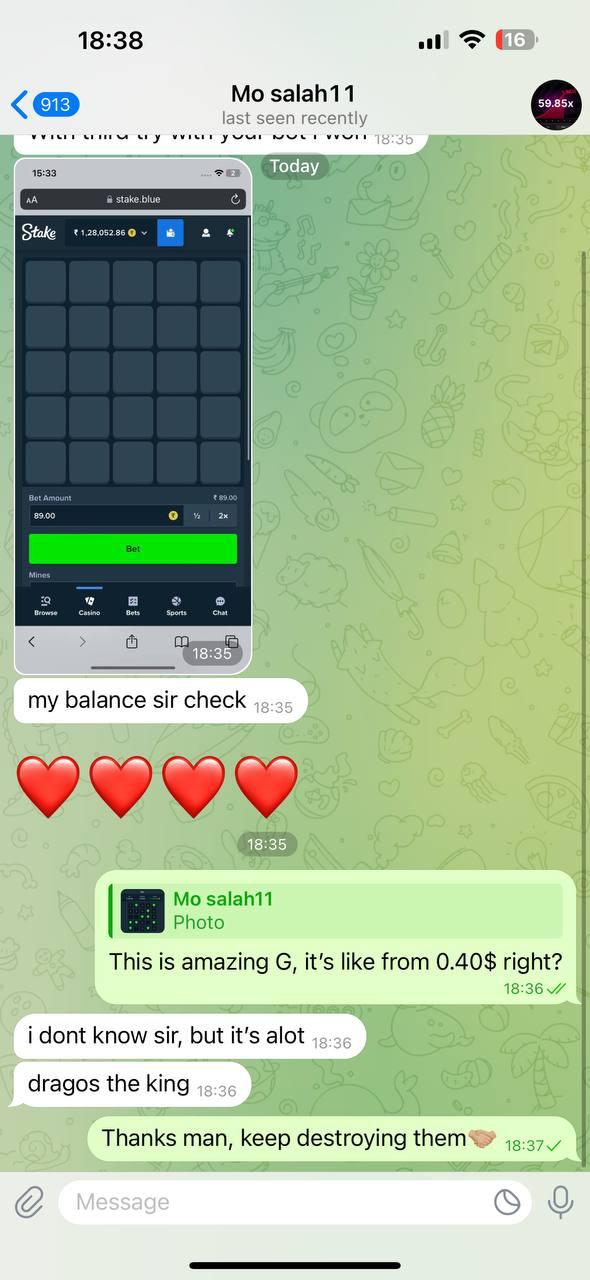 18:38
16
913
Mo salah11
last seen recently
59.85x
With third try with your bot i won 18:35
Today
15:33
2
AA
stake.blue
Stake
₹ 1,28,052.86
Bet Amount
₹ 89.00
89.00
½
2×
Bet
Mines
Browse
Casino
Bets
Sports
Chat
18:35
my balance sir check 18:35
18:35
Mo salah11
Photo
This is amazing G, it’s like from 0.40$ right?
18:36
i dont know sir, but it’s alot 18:36
dragos the king 18:36
Thanks man, keep destroying them🤝🏼 18:37
Message